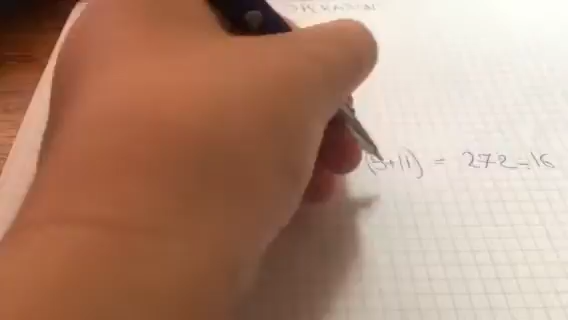 (5+11) = 272-16